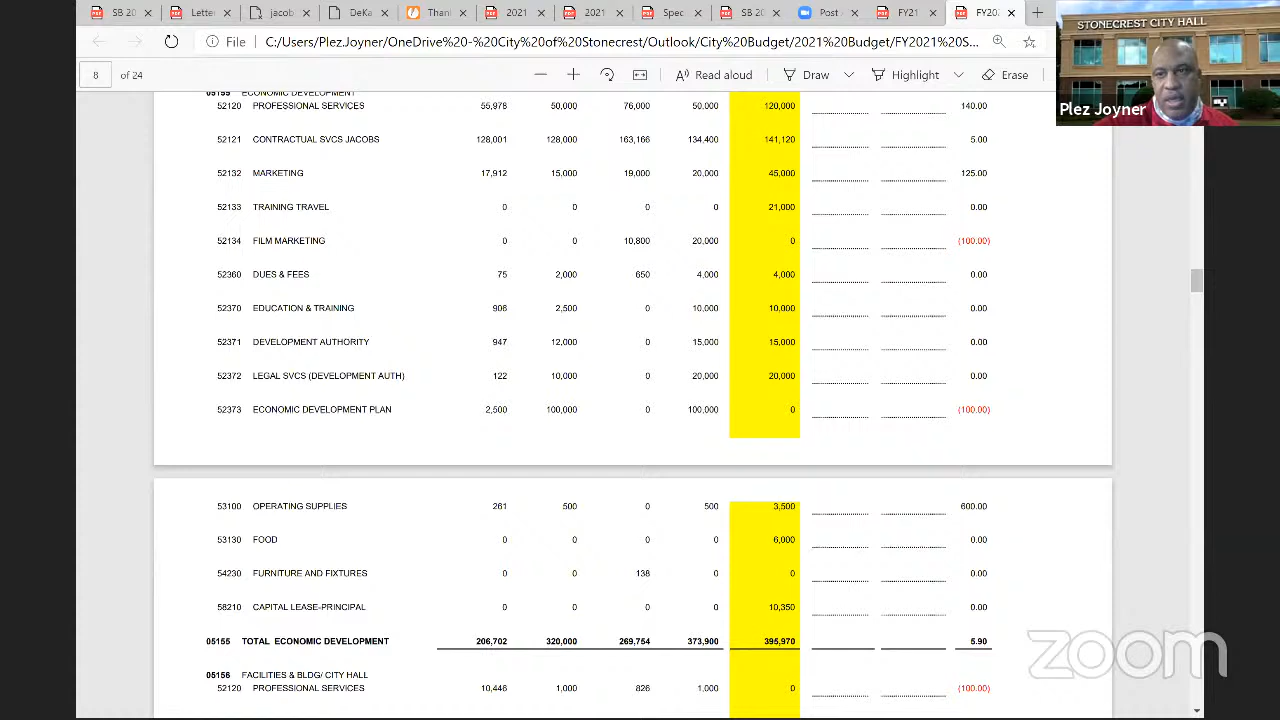 SB 20
Letter
jacob
Than
2020
2021
Spec
SB 20
Post
FY21
FY20
File C:/Users/PlezJoyner/OneDrive%20-%20City%20of%20Stonecrest/Outlook/City%20Budget/2021%20Budget/FY2021%20S...
8 of 24 Read aloud Draw Highlight Erase
STONECREST CITY HALL
Plez Joyner
05155 ECONOMIC DEVELOPMENT
52120 PROFESSIONAL SERVICES 55,978 50,000 76,000 50,000 120,000 140.00
52121 CONTRACTUAL SVCS JACOBS 128,001 128,000 163,166 134,400 141,120 5.00
52132 MARKETING 17,912 15,000 19,000 20,000 45,000 125.00
52133 TRAINING TRAVEL 0 0 0 0 21,000 0.00
52134 FILM MARKETING 0 0 10,800 20,000 0 (100.00)
52360 DUES & FEES 75 2,000 650 4,000 4,000 0.00
52370 EDUCATION & TRAINING 906 2,500 0 10,000 10,000 0.00
52371 DEVELOPMENT AUTHORITY 947 12,000 0 15,000 15,000 0.00
52372 LEGAL SVCS (DEVELOPMENT AUTH) 122 10,000 0 20,000 20,000 0.00
52373 ECONOMIC DEVELOPMENT PLAN 2,500 100,000 0 100,000 0 (100.00)
53100 OPERATING SUPPLIES 261 500 0 500 3,500 600.00
53130 FOOD 0 0 0 0 6,000 0.00
54230 FURNITURE AND FIXTURES 0 0 138 0 0 0.00
58210 CAPITAL LEASE-PRINCIPAL 0 0 0 0 10,350 0.00
05155 TOTAL ECONOMIC DEVELOPMENT 206,702 320,000 269,754 373,900 395,970 5.90
05156 FACILITIES & BLDG/ CITY HALL
52120 PROFESSIONAL SERVICES 10,446 1,000 826 1,000 0 (100.00)
zoom